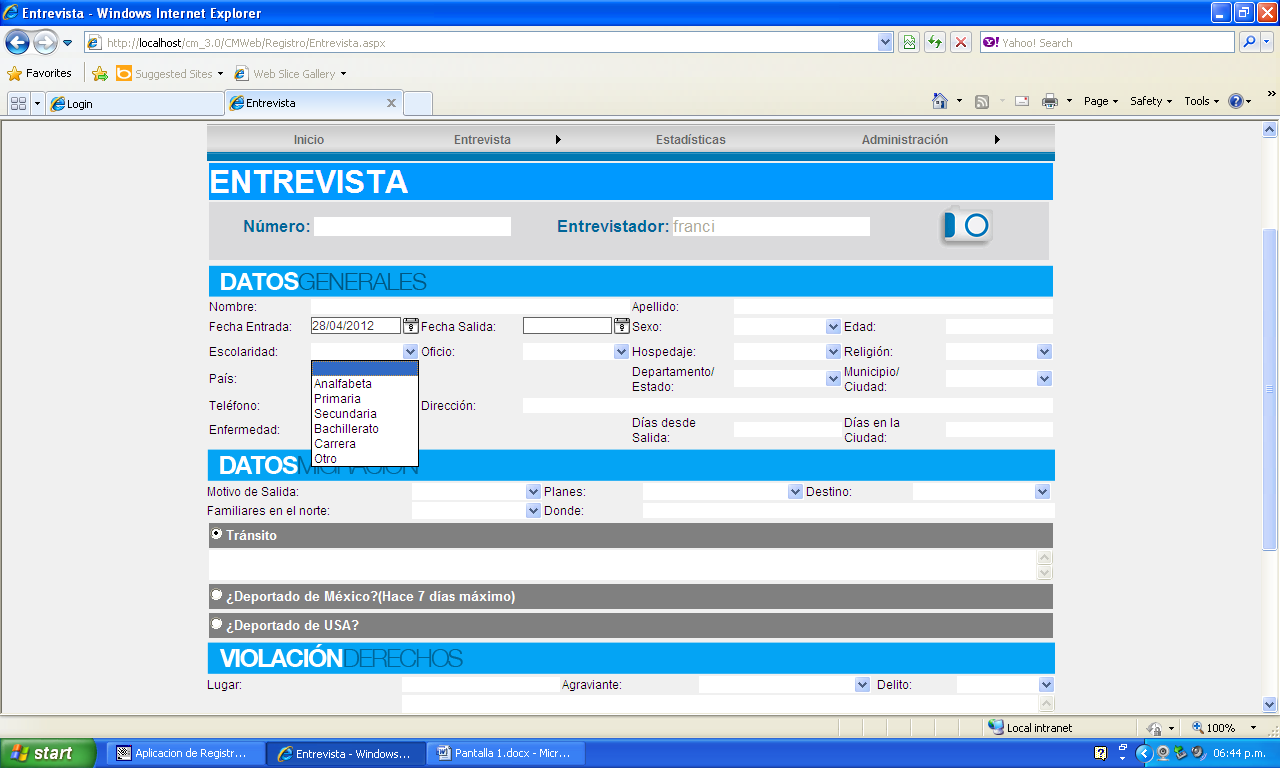 Entrevista - Windows Internet Explorer
http://localhost/cm_3.0/CMWeb/Registro/Entrevista.aspx
Yahoo! Search
Favorites Suggested Sites Web Slice Gallery
Login Entrevista Page Safety Tools
Inicio Entrevista Estadísticas Administración
ENTREVISTA
Número: Entrevistador: franci
DATOSGENERALES
Nombre: Apellido:
Fecha Entrada: 28/04/2012 Fecha Salida: Sexo: Edad:
Escolaridad: Oficio: Hospedaje: Religión:
País: Departamento/Estado: Municipio/Ciudad:
Analfabeta
Primaria
Secundaria
Bachillerato
Carrera
Otro
Teléfono: Dirección:
Enfermedad: Días desde Salida: Días en la Ciudad:
DATOSMIGRACIÓN
Motivo de Salida: Planes: Destino:
Familiares en el norte: Donde:
Tránsito
¿Deportado de México?(Hace 7 días máximo)
¿Deportado de USA?
VIOLACIÓNDERECHOS
Lugar: Agraviante: Delito:
Local intranet 100%
start Aplicacion de Registr... Entrevista - Windows... Pantalla 1.docx - Micr... 06:44 p.m.